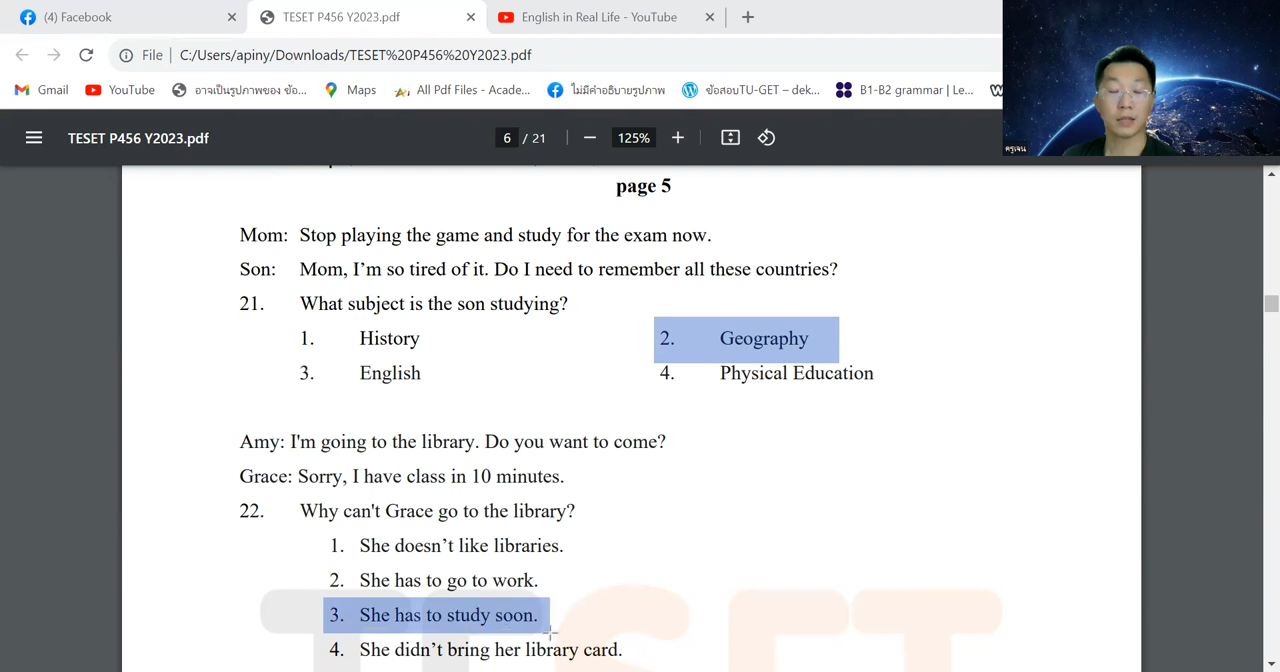 (4) Facebook
TESET P456 Y2023.pdf
English in Real Life - YouTube
File
C:/Users/apiny/Downloads/TESET%20P456%20Y2023.pdf
Gmail
YouTube
อาจเป็นรูปภาพของ ข้อ...
Maps
All Pdf Files - Acade...
ไม่มีคำอธิบายรูปภาพ
ข้อสอบTU-GET – dek...
B1-B2 grammar | Le...
TESET P456 Y2023.pdf
6 / 21
125%
ครูเจน
page 5
Mom: Stop playing the game and study for the exam now.
Son: Mom, I’m so tired of it. Do I need to remember all these countries?
21. What subject is the son studying?
1. History
2. Geography
3. English
4. Physical Education
Amy: I'm going to the library. Do you want to come?
Grace: Sorry, I have class in 10 minutes.
22. Why can't Grace go to the library?
1. She doesn’t like libraries.
2. She has to go to work.
3. She has to study soon.
4. She didn’t bring her library card.
TESET